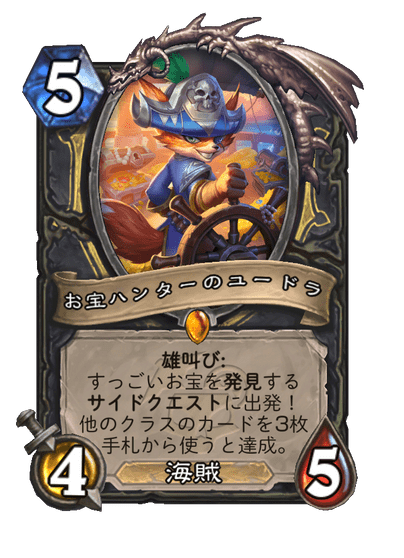 5
お宝ハンターのユードラ
雄叫び:
すっごいお宝を発見する
サイドクエストに出発！
他のクラスのカードを3枚
手札から使うと達成。
4
海賊
5